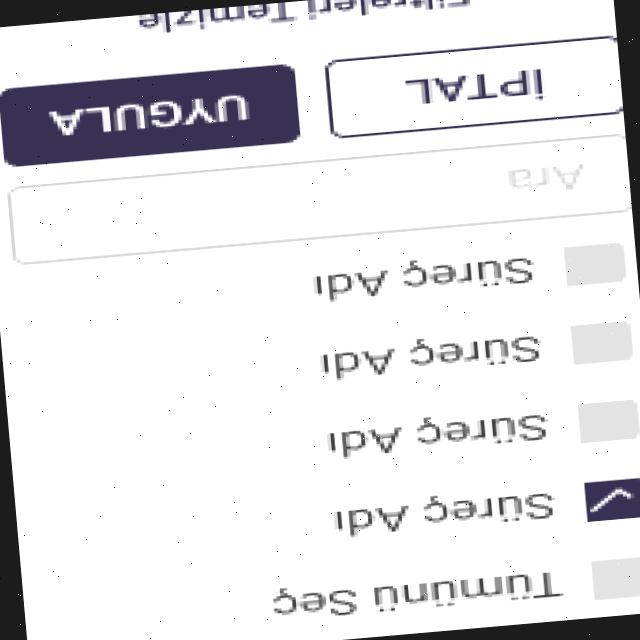 Tümünü Seç
Süreç Adı
Süreç Adı
Süreç Adı
Süreç Adı
Ara
İPTAL UYGULA
Filtreleri Temizle